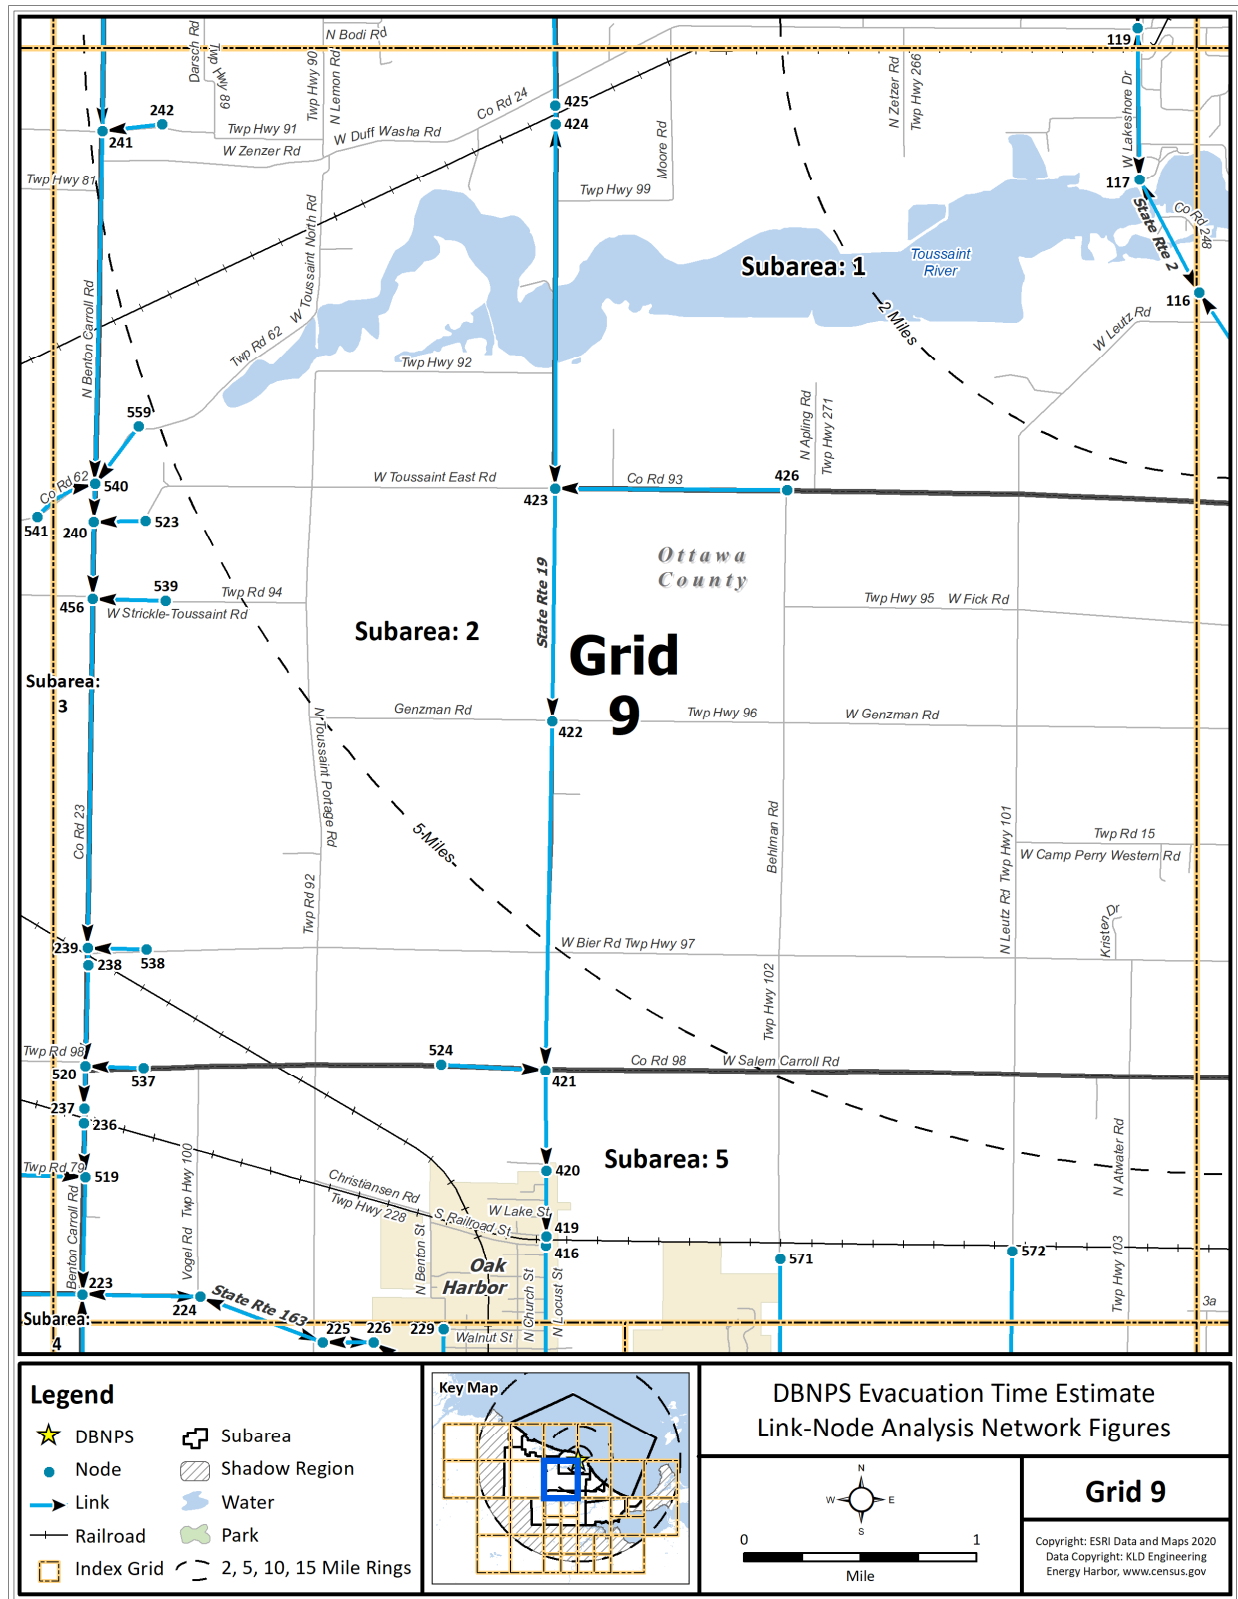 N Bodi Rd
Darsch Rd
Twp Hwy 89
Twp Hwy 90
N Lemon Rd
119
Co Rd 24
425
424
242
241
Twp Hwy 91
W Duff Washa Rd
W Zenzer Rd
Moore Rd
N Zetzer Rd
Twp Hwy 266
W Lakeshore Dr
Twp Hwy 81
Twp Hwy 99
117
State Rte 2
Co Rd 248
W Toussaint North Rd
Subarea: 1
Toussaint
River
116
2 Miles
W Leutz Rd
N Benton Carroll Rd
Twp Rd 62
Twp Hwy 92
559
N Apling Rd
Twp Hwy 271
Co Rd 62
540
W Toussaint East Rd
Co Rd 93
426
423
541
240
523
Ottawa
County
539
Twp Rd 94
456
W Strickle-Toussaint Rd
State Rte 19
Twp Hwy 95
W Fick Rd
Subarea: 2
Grid
9
Subarea:
3
Genzman Rd
422
Twp Hwy 96
W Genzman Rd
N Toussaint Portage Rd
Co Rd 23
5 Miles
Behlman Rd
N Leutz Rd
Twp Hwy 101
Twp Rd 15
W Camp Perry Western Rd
Twp Rd 92
Kristen Dr
239
238
538
W Bier Rd
Twp Hwy 97
Twp Hwy 102
Twp Rd 98
520
537
524
421
Co Rd 98
W Salem Carroll Rd
237
236
Twp Rd 79
519
Vogel Rd
Twp Hwy 100
420
Subarea: 5
N Atwater Rd
Christiansen Rd
Twp Hwy 228
S Railroad St
W Lake St
419
416
Benton Carroll Rd
N Benton St
Oak
Harbor
N Church St
N Locust St
571
572
Twp Hwy 103
223
224
State Rte 163
3a
Subarea:
4
225
226
229
Walnut St
Legend
DBNPS
Subarea
Node
Shadow Region
Link
Water
Railroad
Park
Index Grid
2, 5, 10, 15 Mile Rings
Key Map
DBNPS Evacuation Time Estimate
Link-Node Analysis Network Figures
N
W
E
S
0
1
Mile
Grid 9
Copyright: ESRI Data and Maps 2020
Data Copyright: KLD Engineering
Energy Harbor, www.census.gov